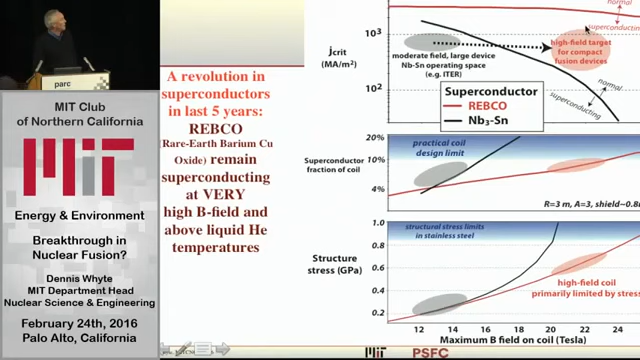 parc
MIT Club
of Northern California
MIT
Energy & Environment
Breakthrough in
Nuclear Fusion?
Dennis Whyte
MIT Department Head
Nuclear Science & Engineering
February 24th, 2016
Palo Alto, California
A revolution in
superconductors
in last 5 years:
REBCO
(Rare-Earth Barium Cu
Oxide) remain
superconducting
at VERY
high B-field and
above liquid He
temperatures
jcrit
(MA/m²)
10³
10²
normal
superconducting
moderate field, large device
Nb-Sn operating space
(e.g. ITER)
high-field target
for compact
fusion devices
Superconductor
REBCO
Nb₃-Sn
normal
superconducting
Superconductor
fraction of coil
20%
10%
4%
practical coil
design limit
R=3 m, A=3, shield~0.8
Structure
stress (GPa)
1.0
0.8
0.6
0.4
0.2
structural stress limits
in stainless steel
high-field coil
primarily limited by stress
12 14 16 18 20 22 24
Maximum B field on coil (Tesla)
MIT PSFC